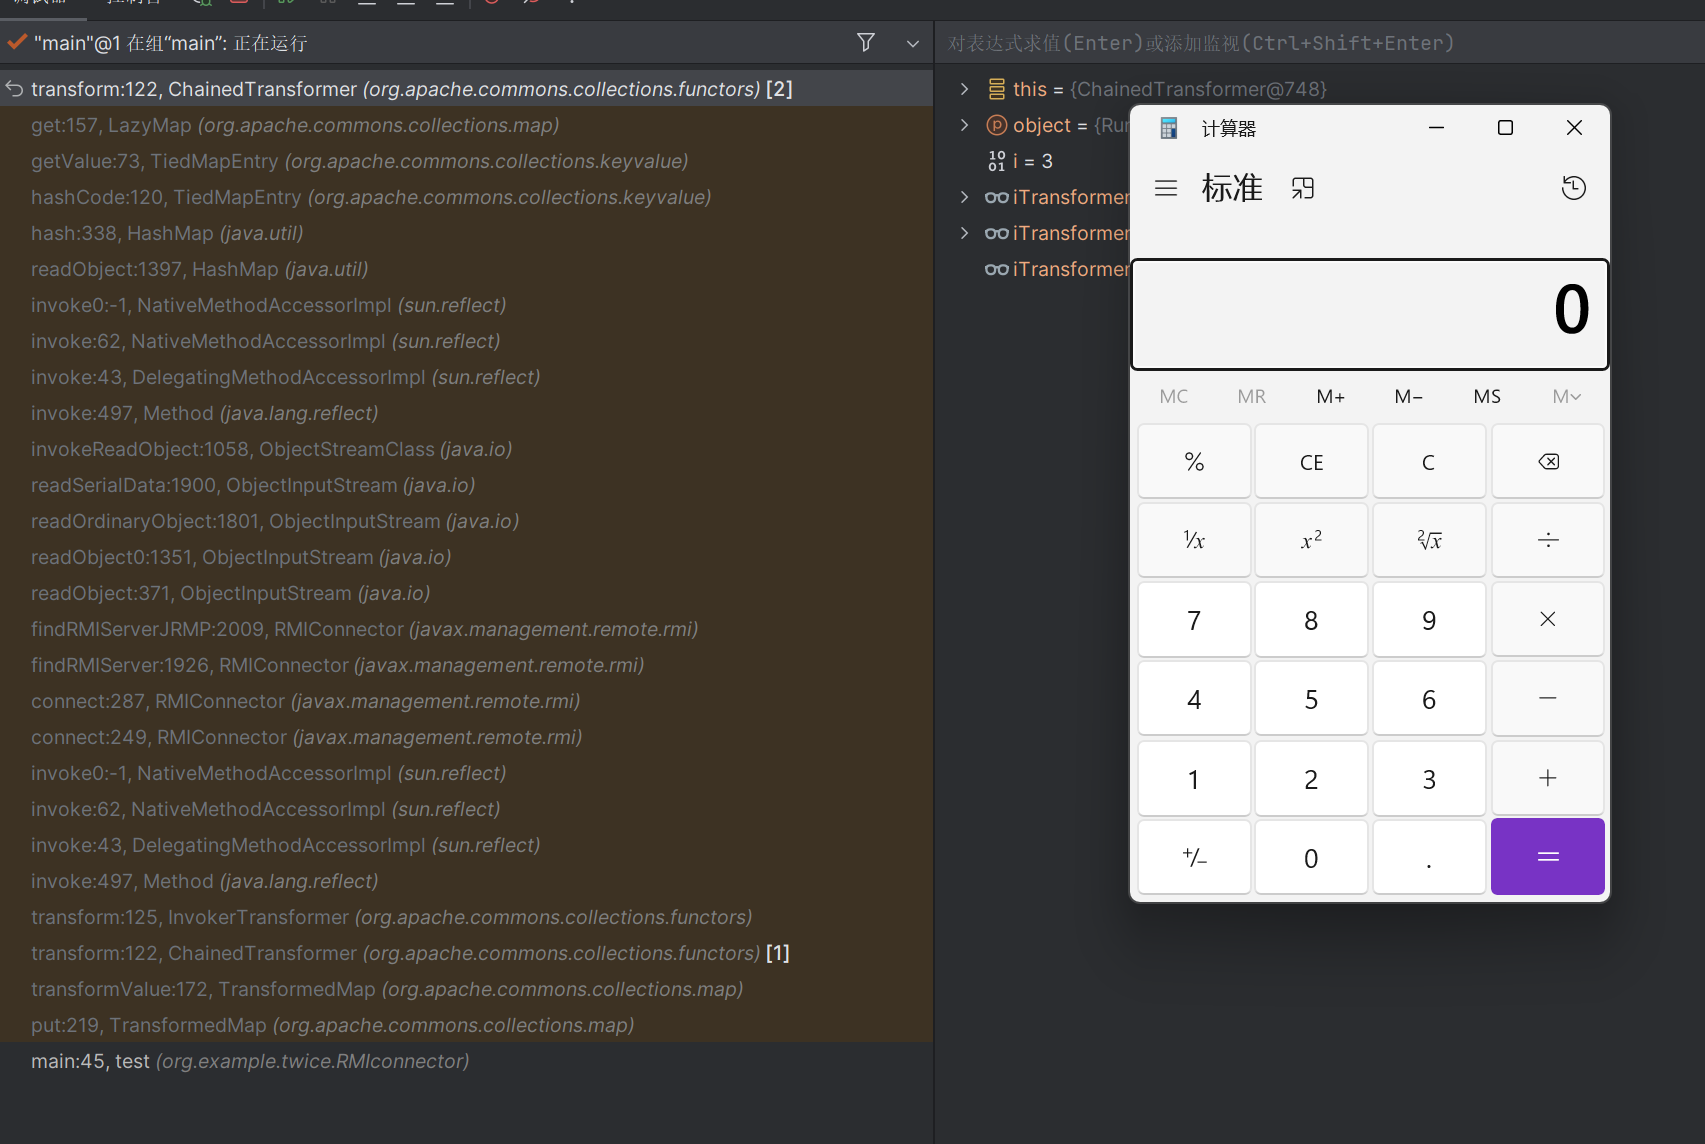 "main"@1 在组“main”: 正在运行
transform:122, ChainedTransformer (org.apache.commons.collections.functors) [2]
get:157, LazyMap (org.apache.commons.collections.map)
getValue:73, TiedMapEntry (org.apache.commons.collections.keyvalue)
hashCode:120, TiedMapEntry (org.apache.commons.collections.keyvalue)
hash:338, HashMap (java.util)
readObject:1397, HashMap (java.util)
invoke0:-1, NativeMethodAccessorImpl (sun.reflect)
invoke:62, NativeMethodAccessorImpl (sun.reflect)
invoke:43, DelegatingMethodAccessorImpl (sun.reflect)
invoke:497, Method (java.lang.reflect)
invokeReadObject:1058, ObjectStreamClass (java.io)
readSerialData:1900, ObjectInputStream (java.io)
readOrdinaryObject:1801, ObjectInputStream (java.io)
readObject0:1351, ObjectInputStream (java.io)
readObject:371, ObjectInputStream (java.io)
findRMIServerJRMP:2009, RMIConnector (javax.management.remote.rmi)
findRMIServer:1926, RMIConnector (javax.management.remote.rmi)
connect:287, RMIConnector (javax.management.remote.rmi)
connect:249, RMIConnector (javax.management.remote.rmi)
invoke0:-1, NativeMethodAccessorImpl (sun.reflect)
invoke:62, NativeMethodAccessorImpl (sun.reflect)
invoke:43, DelegatingMethodAccessorImpl (sun.reflect)
invoke:497, Method (java.lang.reflect)
transform:125, InvokerTransformer (org.apache.commons.collections.functors)
transform:122, ChainedTransformer (org.apache.commons.collections.functors) [1]
transformValue:172, TransformedMap (org.apache.commons.collections.map)
put:219, TransformedMap (org.apache.commons.collections.map)
main:45, test (org.example.twice.RMIconnector)
对表达式求值(Enter)或添加监视(Ctrl+Shift+Enter)
this = {ChainedTransformer@748}
object = {Run
i = 3
iTransformer
iTransformer
iTransformer
计算器
标准
0
MC MR M+ M− MS M
% CE C
¹⁄x x² ²√x ÷
7 8 9 ×
4 5 6 −
1 2 3 +
+/− 0 . =